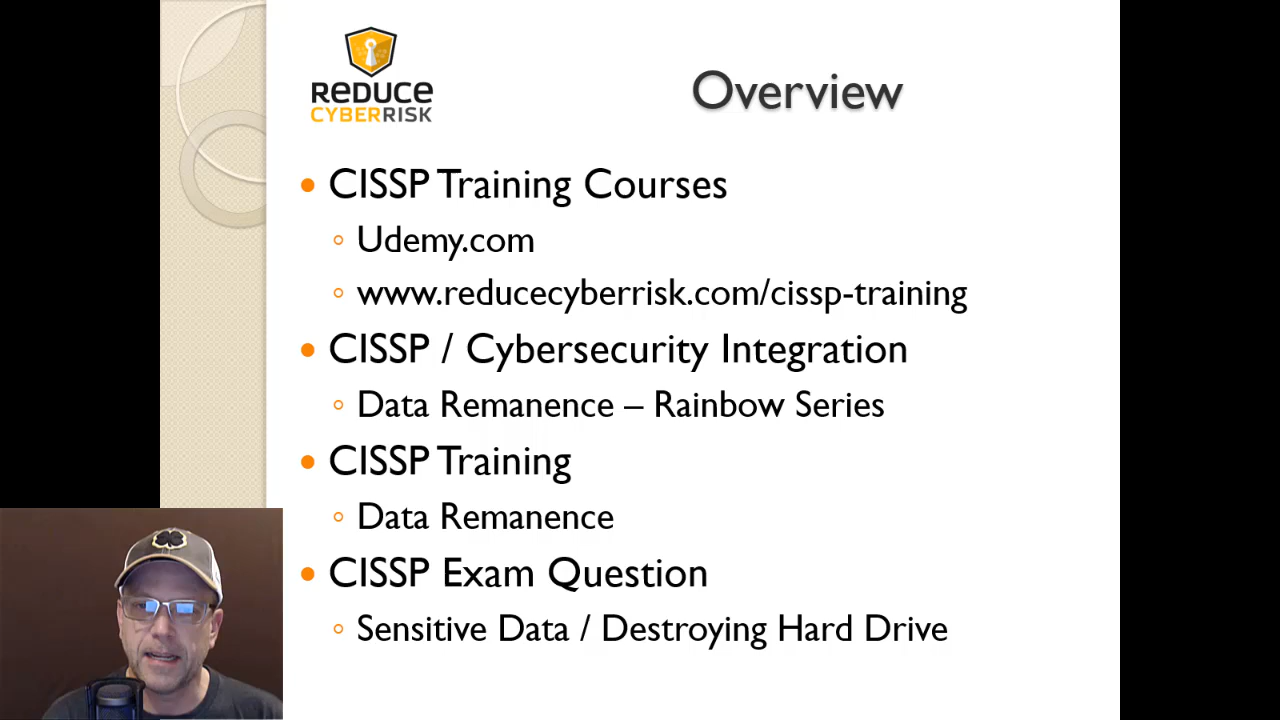 REDUCE
CYBERRISK
Overview
• CISSP Training Courses
◦ Udemy.com
◦ www.reducecyberrisk.com/cissp-training
• CISSP / Cybersecurity Integration
◦ Data Remanence – Rainbow Series
• CISSP Training
◦ Data Remanence
• CISSP Exam Question
◦ Sensitive Data / Destroying Hard Drive